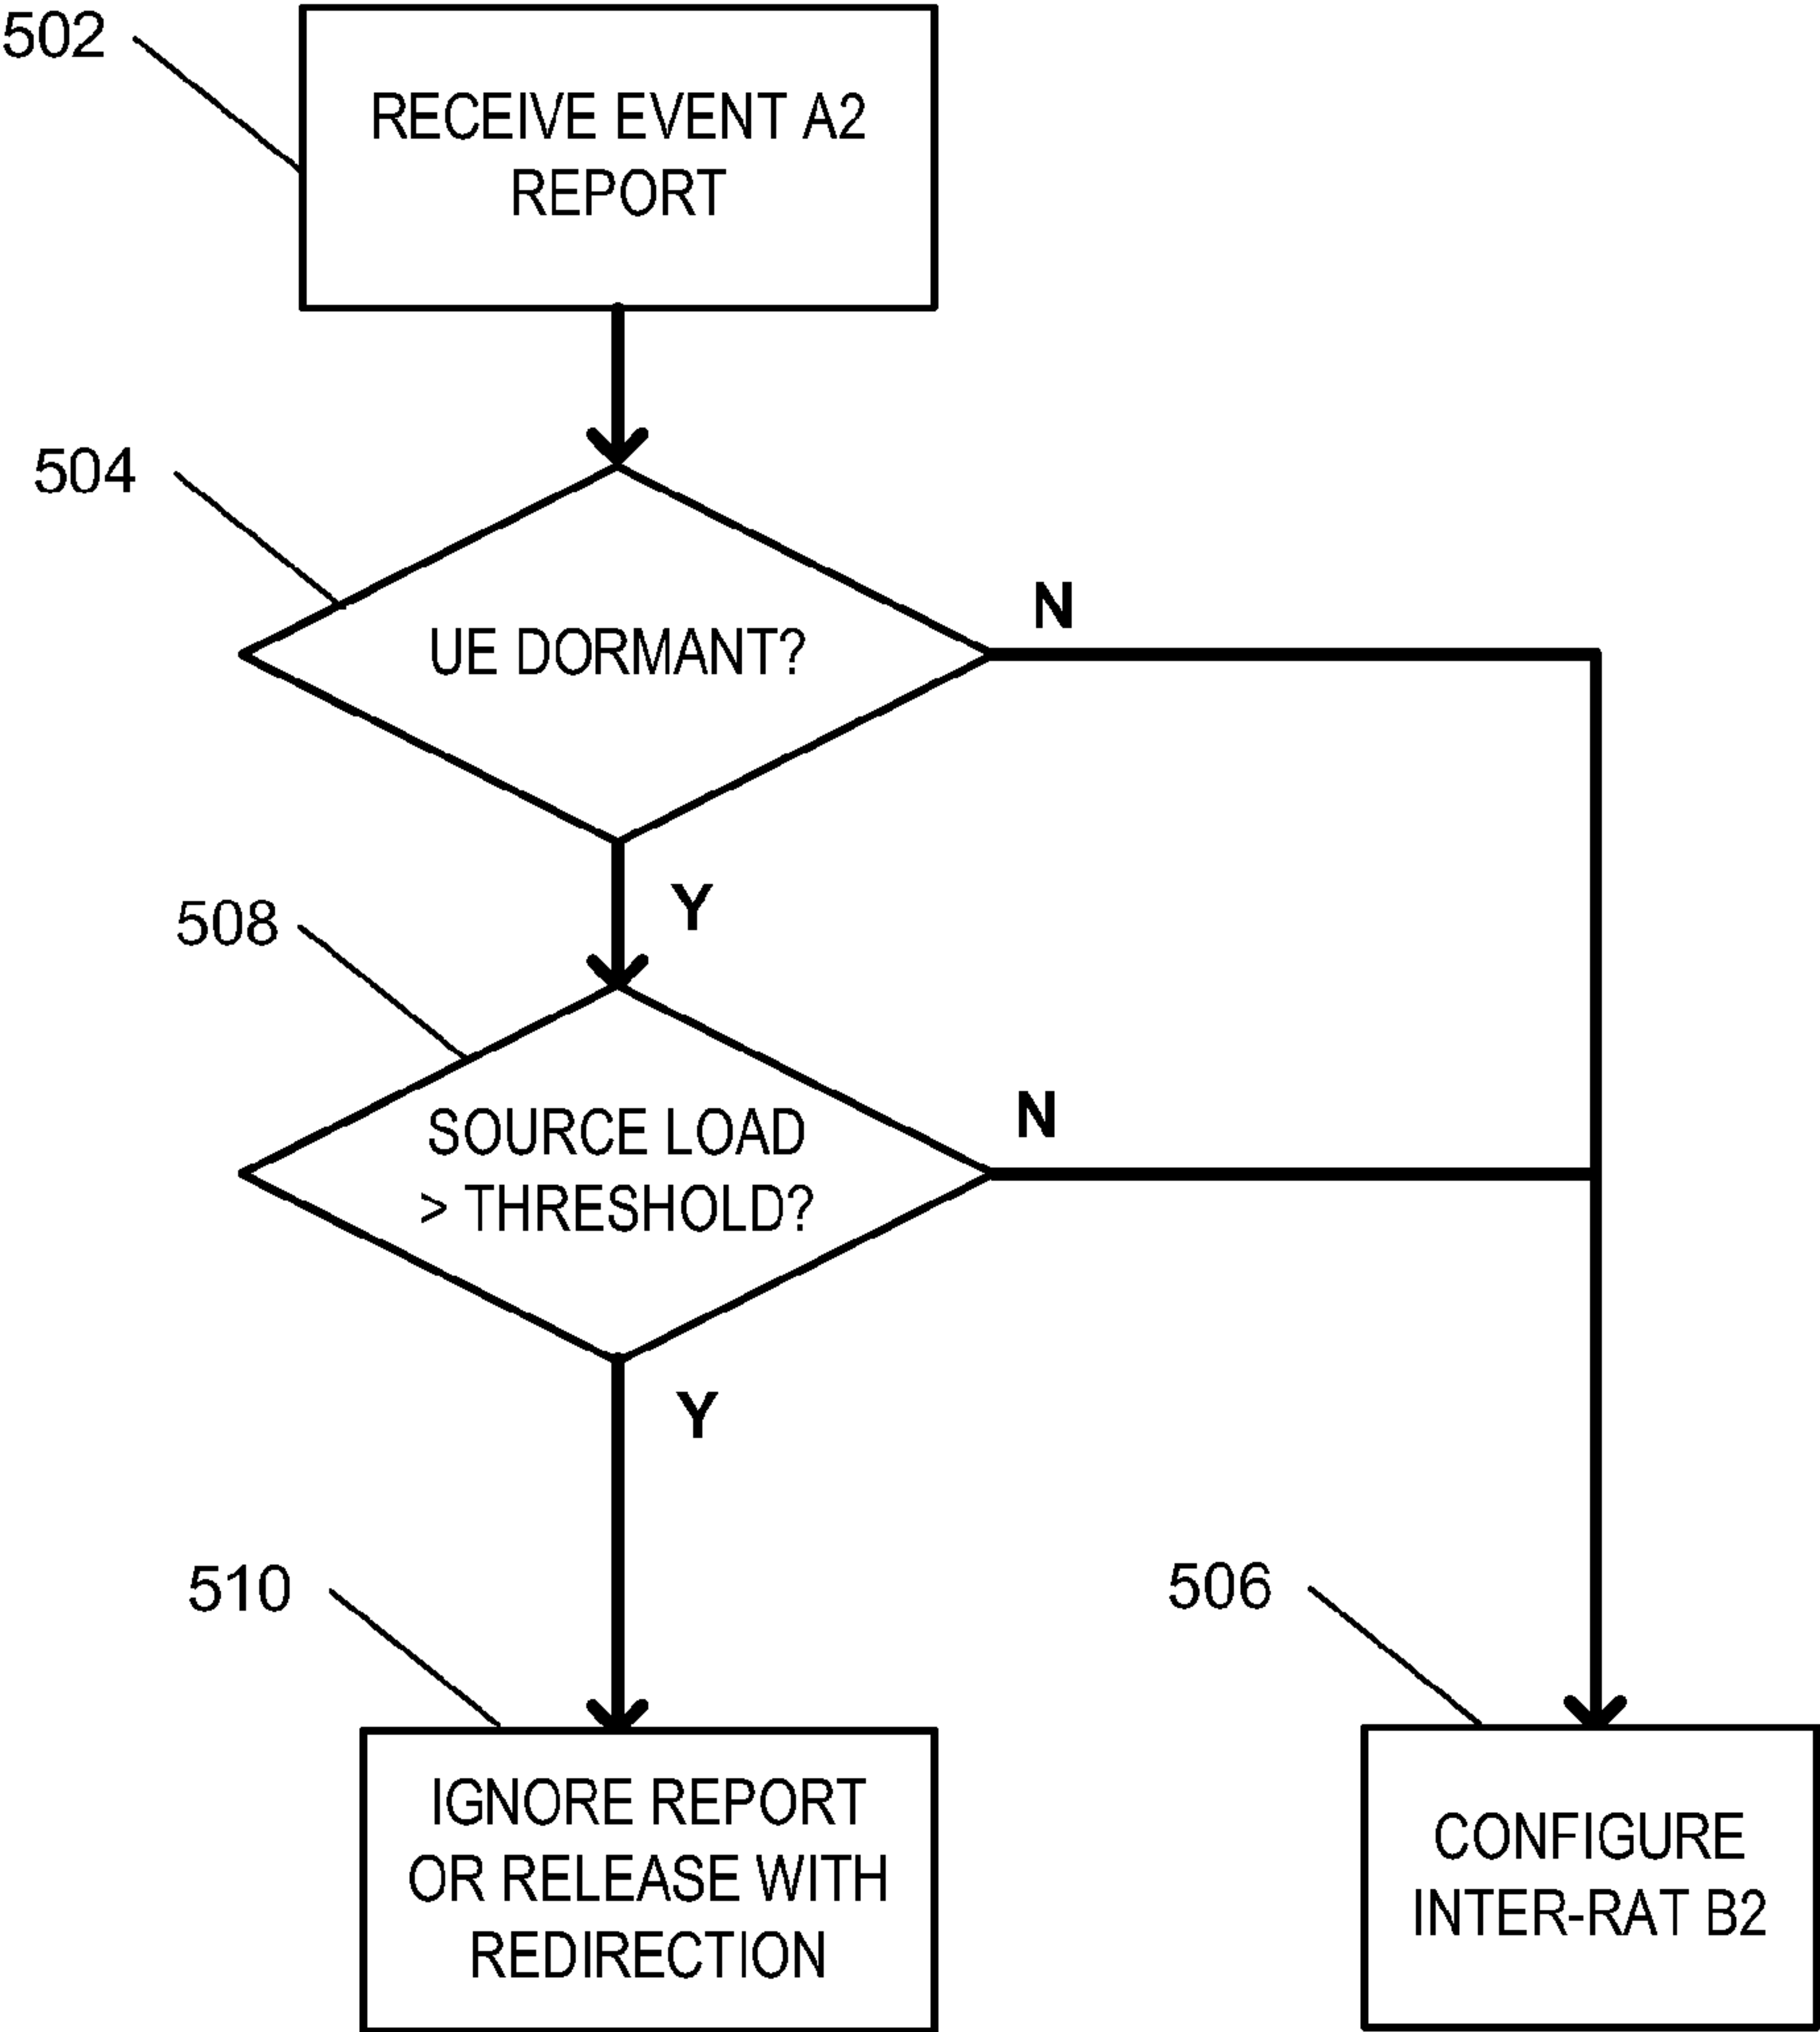 502
RECEIVE EVENT A2
REPORT
504
UE DORMANT?
N
Y
508
SOURCE LOAD
> THRESHOLD?
N
Y
510
IGNORE REPORT
OR RELEASE WITH
REDIRECTION
506
CONFIGURE
INTER-RAT B2